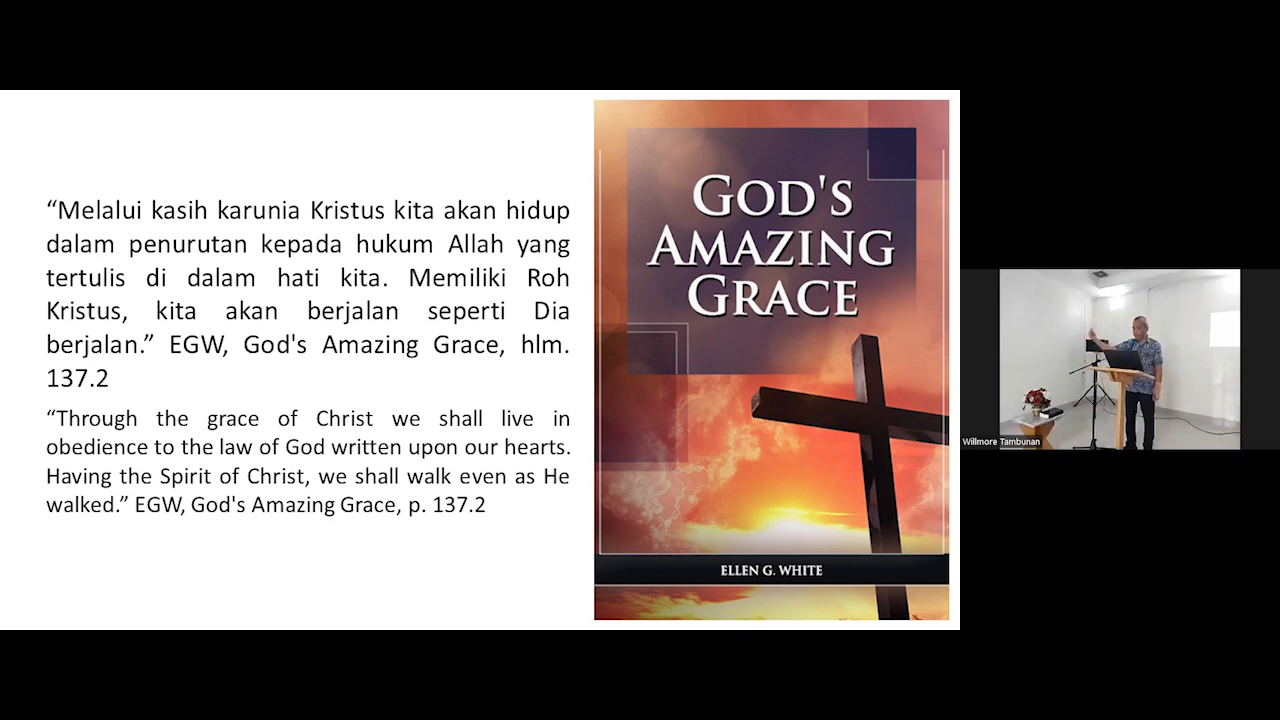 “Melalui kasih karunia Kristus kita akan hidup
dalam penurutan kepada hukum Allah yang
tertulis di dalam hati kita. Memiliki Roh
Kristus, kita akan berjalan seperti Dia
berjalan.” EGW, God's Amazing Grace, hlm.
137.2
“Through the grace of Christ we shall live in
obedience to the law of God written upon our hearts.
Having the Spirit of Christ, we shall walk even as He
walked.” EGW, God's Amazing Grace, p. 137.2
GOD'S
AMAZING
GRACE
ELLEN G. WHITE
Willmore Tambunan